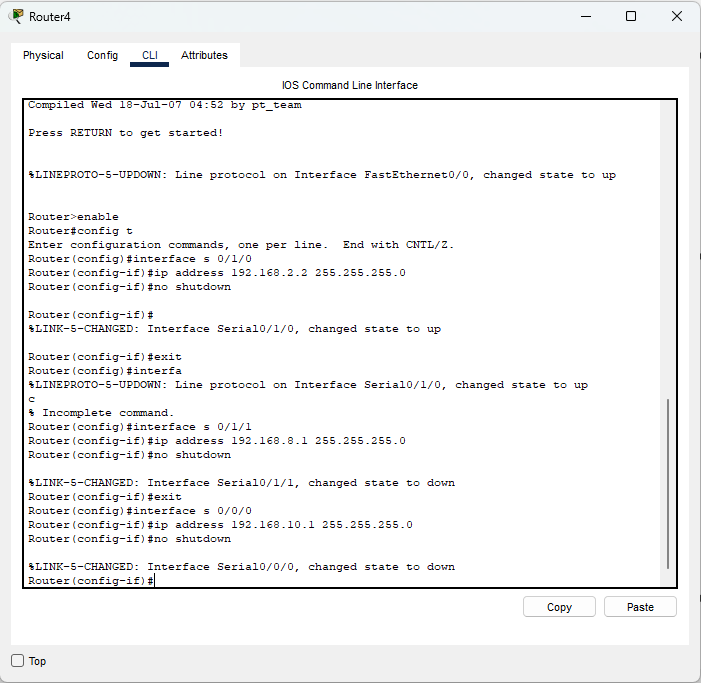 Router4
Physical Config CLI Attributes
IOS Command Line Interface
Compiled Wed 18-Jul-07 04:52 by pt_team
Press RETURN to get started!
%LINEPROTO-5-UPDOWN: Line protocol on Interface FastEthernet0/0, changed state to up
Router>enable
Router#config t
Enter configuration commands, one per line.  End with CNTL/Z.
Router(config)#interface s 0/1/0
Router(config-if)#ip address 192.168.2.2 255.255.255.0
Router(config-if)#no shutdown
Router(config-if)#
%LINK-5-CHANGED: Interface Serial0/1/0, changed state to up
Router(config-if)#exit
Router(config)#interfa
%LINEPROTO-5-UPDOWN: Line protocol on Interface Serial0/1/0, changed state to up
c
% Incomplete command.
Router(config)#interface s 0/1/1
Router(config-if)#ip address 192.168.8.1 255.255.255.0
Router(config-if)#no shutdown
%LINK-5-CHANGED: Interface Serial0/1/1, changed state to down
Router(config-if)#exit
Router(config)#interface s 0/0/0
Router(config-if)#ip address 192.168.10.1 255.255.255.0
Router(config-if)#no shutdown
%LINK-5-CHANGED: Interface Serial0/0/0, changed state to down
Router(config-if)#
Copy Paste
Top